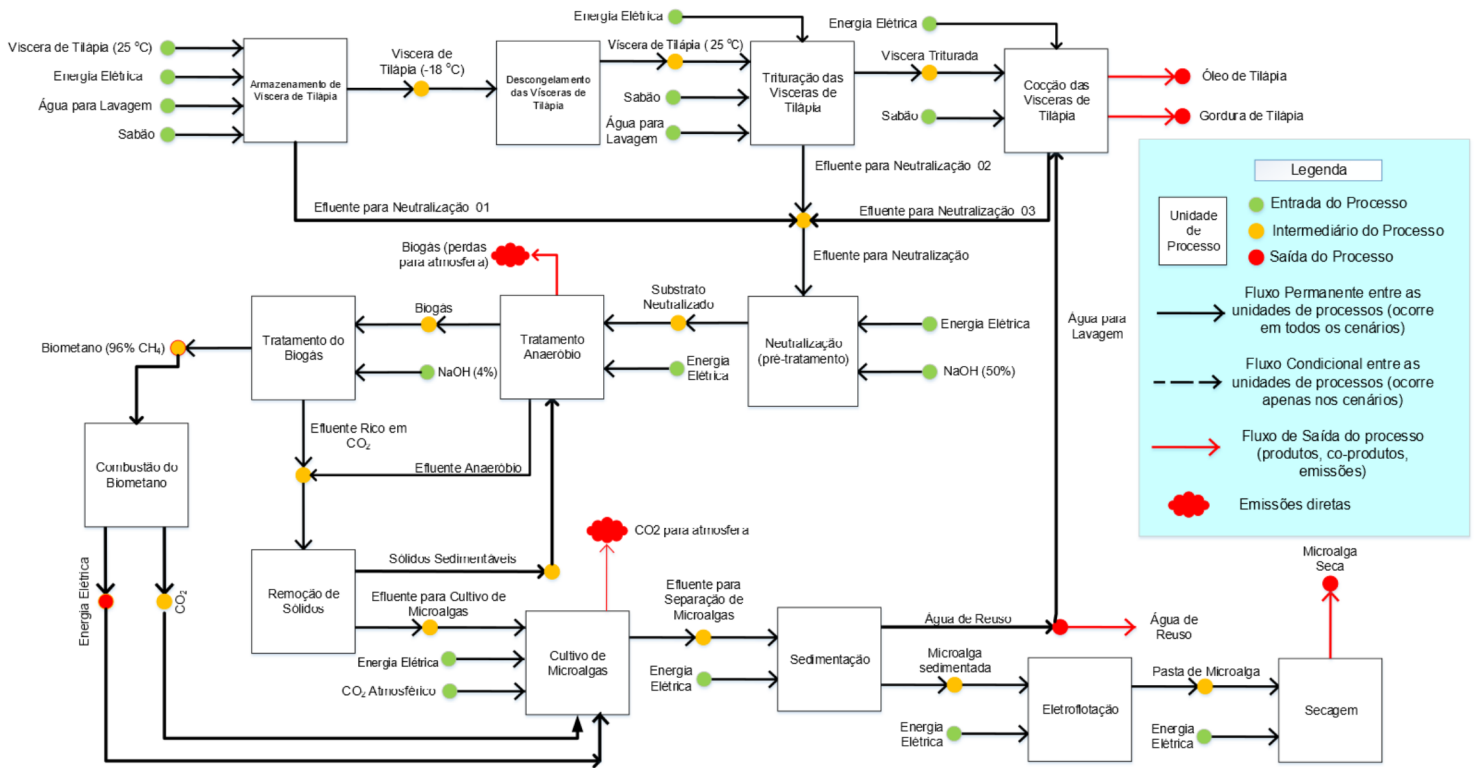 Energia Elétrica
Energia Elétrica
Víscera de Tilápia (25 °C)
Energia Elétrica
Água para Lavagem
Sabão
Armazenamento de
Víscera de Tilápia
Víscera de
Tilápia (-18 °C)
Descongelamento
das Vísceras de
Tilápia
Víscera de Tilápia (25 °C)
Sabão
Água para
Lavagem
Trituração das
Vísceras de
Tilápia
Víscera Triturada
Sabão
Cocção das
Vísceras de
Tilápia
Óleo de Tilápia
Gordura de Tilápia
Efluente para Neutralização 01
Efluente para Neutralização 02
Efluente para Neutralização 03
Efluente para Neutralização
Legenda
Unidade
de
Processo
Entrada do Processo
Intermediário do Processo
Saída do Processo
Fluxo Permanente entre as
unidades de processos (ocorre
em todos os cenários)
Fluxo Condicional entre as
unidades de processos (ocorre
apenas nos cenários)
Fluxo de Saída do processo
(produtos, co-produtos,
emissões)
Emissões diretas
Biogás (perdas
para atmosfera)
Biometano (96% CH4)
Tratamento do
Biogás
Biogás
NaOH (4%)
Tratamento
Anaeróbio
Substrato
Neutralizado
Energia
Elétrica
Neutralização
(pré-tratamento)
Energia Elétrica
NaOH (50%)
Água para
Lavagem
Combustão do
Biometano
Efluente Rico em
CO2
Efluente Anaeróbio
Energia Elétrica
CO2
Remoção de
Sólidos
Sólidos Sedimentáveis
Efluente para Cultivo de
Microalgas
Energia Elétrica
CO2 Atmosférico
CO2 para atmosfera
Cultivo de
Microalgas
Efluente para
Separação de
Microalgas
Energia
Elétrica
Sedimentação
Água de Reuso
Água de
Reuso
Microalga
sedimentada
Energia
Elétrica
Eletroflotação
Pasta de Microalga
Energia
Elétrica
Secagem
Microalga
Seca